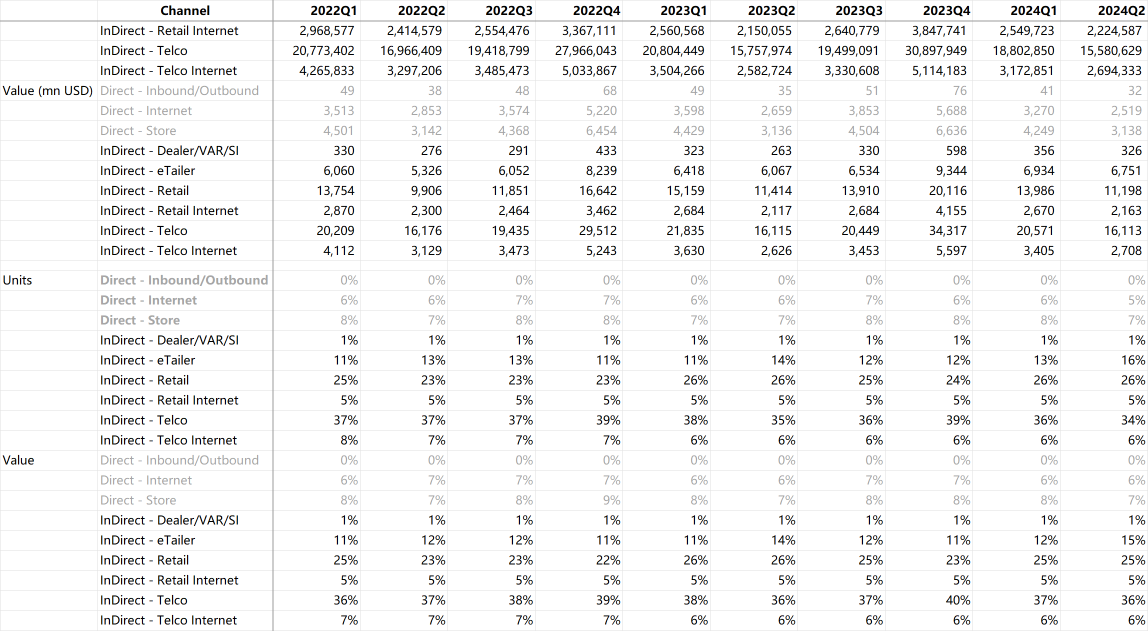 Channel 2022Q1 2022Q2 2022Q3 2022Q4 2023Q1 2023Q2 2023Q3 2023Q4 2024Q1 2024Q2
InDirect - Retail Internet 2,968,577 2,414,579 2,554,476 3,367,111 2,560,568 2,150,055 2,640,779 3,847,741 2,549,723 2,224,587
InDirect - Telco 20,773,402 16,966,409 19,418,799 27,966,043 20,804,449 15,757,974 19,499,091 30,897,949 18,802,850 15,580,629
InDirect - Telco Internet 4,265,833 3,297,206 3,485,473 5,033,867 3,504,266 2,582,724 3,330,608 5,114,183 3,172,851 2,694,333
Value (mn USD) Direct - Inbound/Outbound 49 38 48 68 49 35 51 76 41 32
Direct - Internet 3,513 2,853 3,574 5,220 3,598 2,659 3,853 5,688 3,270 2,519
Direct - Store 4,501 3,142 4,368 6,454 4,429 3,136 4,504 6,636 4,249 3,138
InDirect - Dealer/VAR/SI 330 276 291 433 323 263 330 598 356 326
InDirect - eTailer 6,060 5,326 6,052 8,239 6,418 6,067 6,534 9,344 6,934 6,751
InDirect - Retail 13,754 9,906 11,851 16,642 15,159 11,414 13,910 20,116 13,986 11,198
InDirect - Retail Internet 2,870 2,300 2,464 3,462 2,684 2,117 2,684 4,155 2,670 2,163
InDirect - Telco 20,209 16,176 19,435 29,512 21,835 16,115 20,449 34,317 20,571 16,113
InDirect - Telco Internet 4,112 3,129 3,473 5,243 3,630 2,626 3,453 5,597 3,405 2,708
Units Direct - Inbound/Outbound 0% 0% 0% 0% 0% 0% 0% 0% 0% 0%
Direct - Internet 6% 6% 7% 7% 6% 6% 7% 6% 6% 5%
Direct - Store 8% 7% 8% 8% 7% 7% 8% 8% 8% 7%
InDirect - Dealer/VAR/SI 1% 1% 1% 1% 1% 1% 1% 1% 1% 1%
InDirect - eTailer 11% 13% 13% 11% 11% 14% 12% 12% 13% 16%
InDirect - Retail 25% 23% 23% 23% 26% 26% 25% 24% 26% 26%
InDirect - Retail Internet 5% 5% 5% 5% 5% 5% 5% 5% 5% 5%
InDirect - Telco 37% 37% 37% 39% 38% 35% 36% 39% 36% 34%
InDirect - Telco Internet 8% 7% 7% 7% 6% 6% 6% 6% 6% 6%
Value Direct - Inbound/Outbound 0% 0% 0% 0% 0% 0% 0% 0% 0% 0%
Direct - Internet 6% 7% 7% 7% 6% 6% 7% 7% 6% 6%
Direct - Store 8% 7% 8% 9% 8% 7% 8% 8% 8% 7%
InDirect - Dealer/VAR/SI 1% 1% 1% 1% 1% 1% 1% 1% 1% 1%
InDirect - eTailer 11% 12% 12% 11% 11% 14% 12% 11% 12% 15%
InDirect - Retail 25% 23% 23% 22% 26% 26% 25% 23% 25% 25%
InDirect - Retail Internet 5% 5% 5% 5% 5% 5% 5% 5% 5% 5%
InDirect - Telco 36% 37% 38% 39% 38% 36% 37% 40% 37% 36%
InDirect - Telco Internet 7% 7% 7% 7% 6% 6% 6% 6% 6% 6%